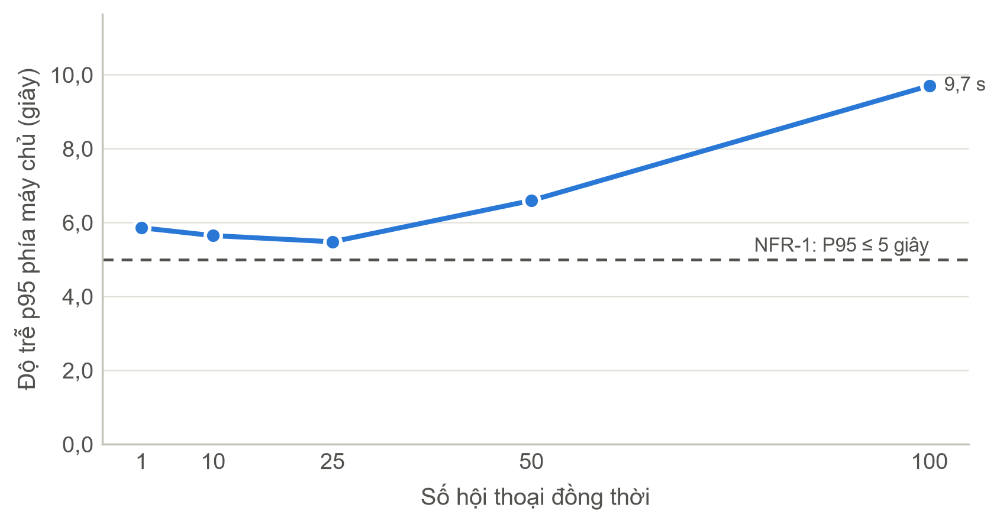 Độ trễ p95 phía máy chủ (giây)
10,0
8,0
6,0
4,0
2,0
0,0
9,7 s
NFR-1: P95 ≤ 5 giây
1 10 25 50 100
Số hội thoại đồng thời